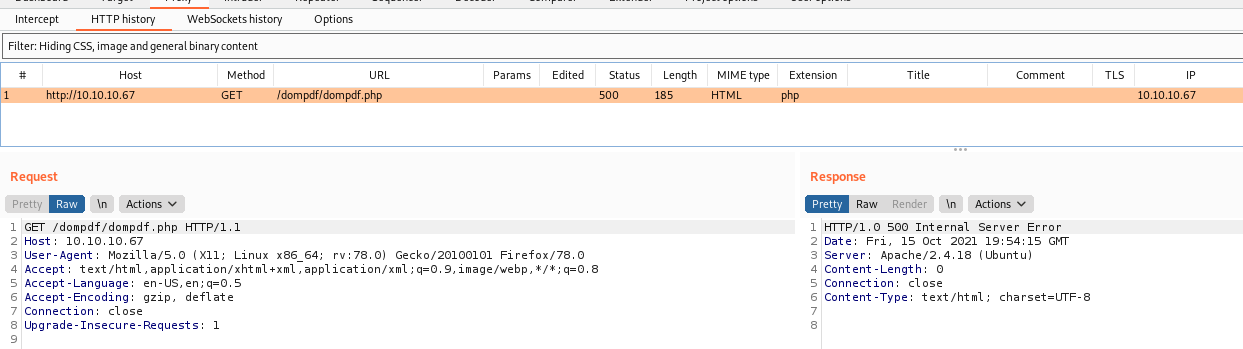 Intercept HTTP history WebSockets history Options
Filter: Hiding CSS, image and general binary content
# Host Method URL Params Edited Status Length MIME type Extension Title Comment TLS IP
1 http://10.10.10.67 GET /dompdf/dompdf.php 500 185 HTML php 10.10.10.67
Request
Pretty Raw \n Actions
1 GET /dompdf/dompdf.php HTTP/1.1
2 Host: 10.10.10.67
3 User-Agent: Mozilla/5.0 (X11; Linux x86_64; rv:78.0) Gecko/20100101 Firefox/78.0
4 Accept: text/html,application/xhtml+xml,application/xml;q=0.9,image/webp,*/*;q=0.8
5 Accept-Language: en-US,en;q=0.5
6 Accept-Encoding: gzip, deflate
7 Connection: close
8 Upgrade-Insecure-Requests: 1
9
Response
Pretty Raw Render \n Actions
1 HTTP/1.0 500 Internal Server Error
2 Date: Fri, 15 Oct 2021 19:54:15 GMT
3 Server: Apache/2.4.18 (Ubuntu)
4 Content-Length: 0
5 Connection: close
6 Content-Type: text/html; charset=UTF-8
7
8